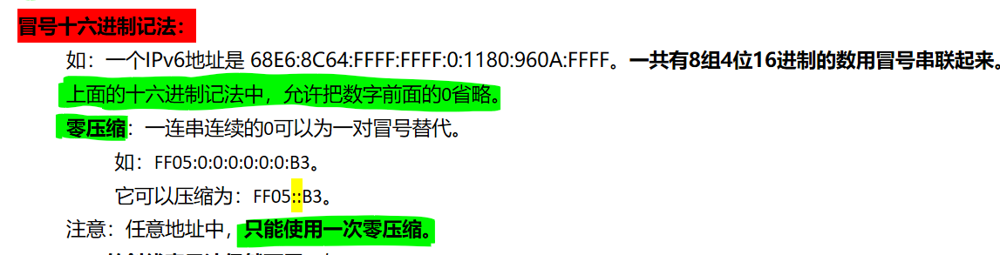 冒号十六进制记法：
如：一个IPv6地址是 68E6:8C64:FFFF:FFFF:0:1180:960A:FFFF。一共有8组4位16进制的数用冒号串联起来。
上面的十六进制记法中，允许把数字前面的0省略。
零压缩：一连串连续的0可以为一对冒号替代。
如：FF05:0:0:0:0:0:0:B3。
它可以压缩为：FF05::B3。
注意：任意地址中，只能使用一次零压缩。